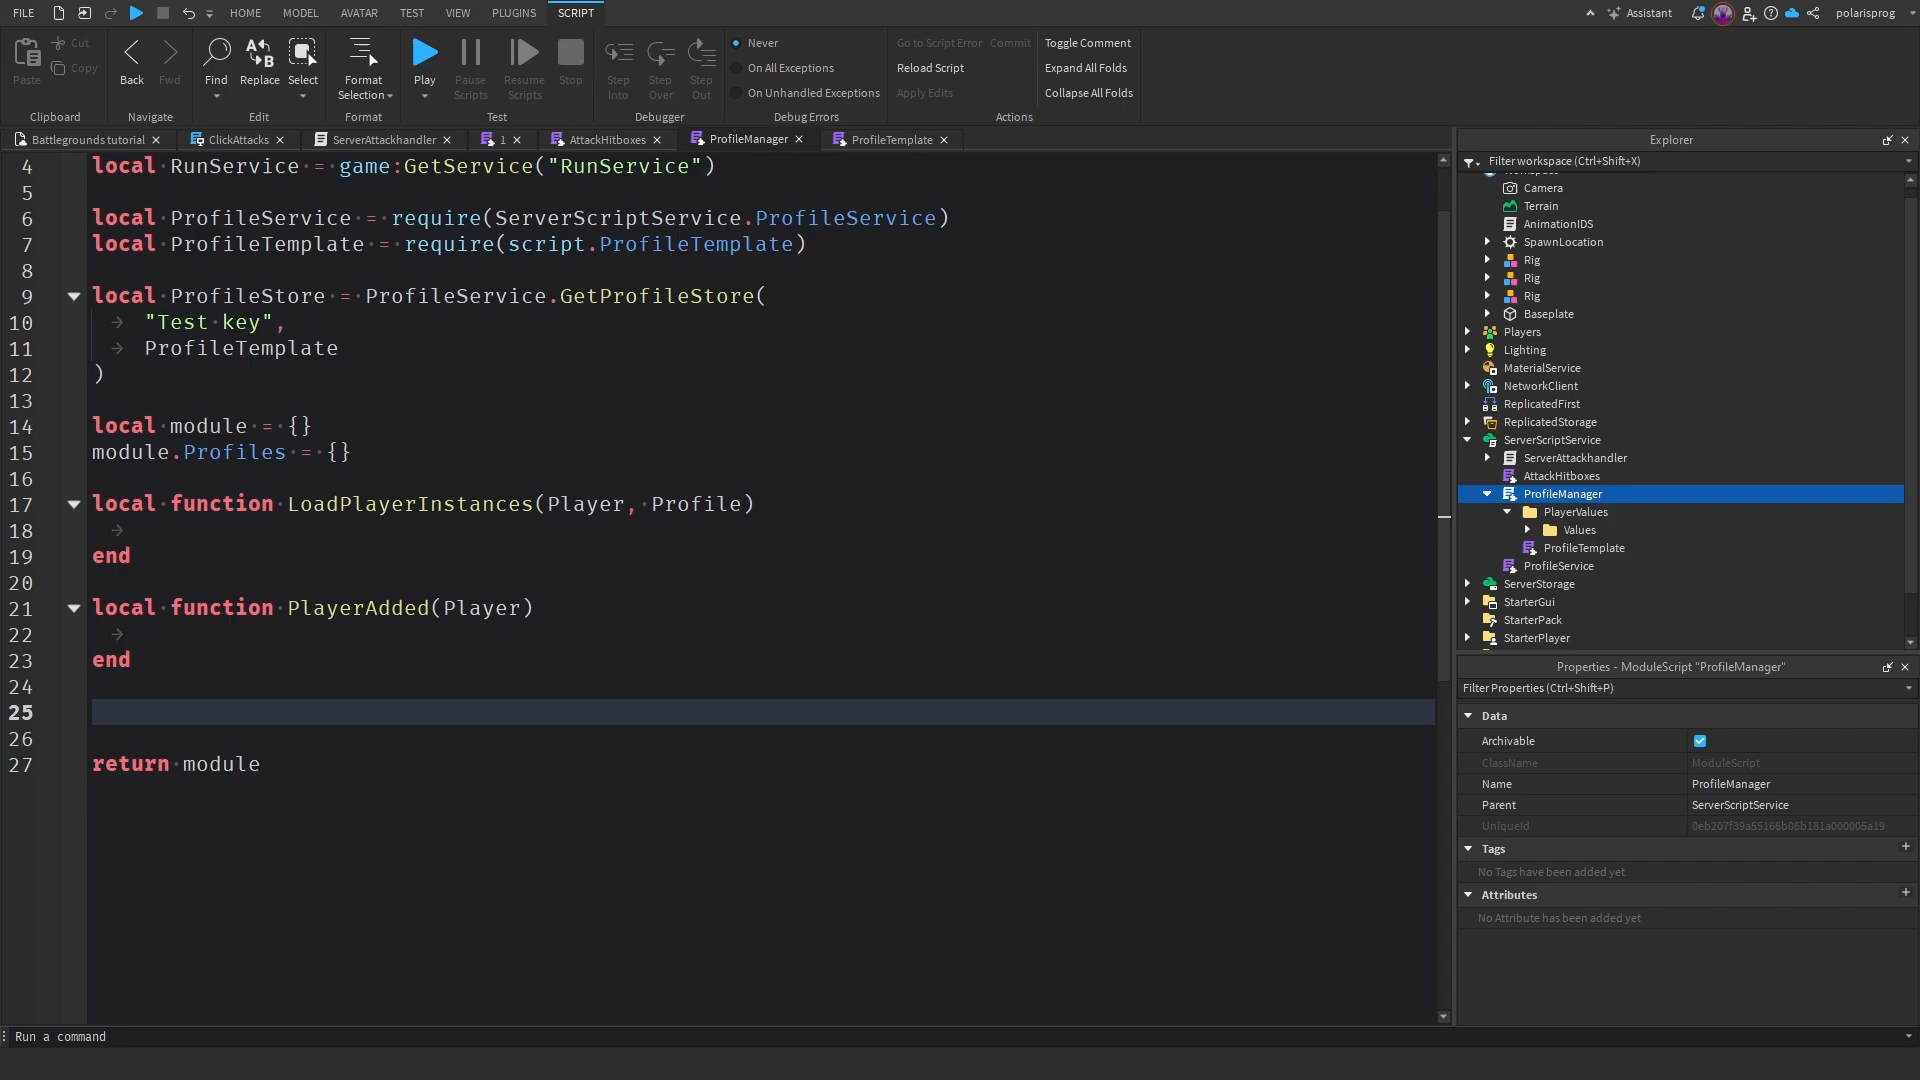 FILE HOME MODEL AVATAR TEST VIEW PLUGINS SCRIPT Assistant polarisprog
Paste Cut Copy Back Fwd Find Replace Select Format Selection Play Pause Scripts Resume Scripts Stop Step Into Step Over Step Out
Never
On All Exceptions
On Unhandled Exceptions
Go to Script Error Commit Toggle Comment
Reload Script Expand All Folds
Apply Edits Collapse All Folds
Clipboard Navigate Edit Format Test Debugger Debug Errors Actions
Battlegrounds tutorial ClickAttacks ServerAttackhandler 1 AttackHitboxes ProfileManager ProfileTemplate
4 local RunService = game:GetService("RunService")
5
6 local ProfileService = require(ServerScriptService.ProfileService)
7 local ProfileTemplate = require(script.ProfileTemplate)
8
9 local ProfileStore = ProfileService.GetProfileStore(
10 "Test key",
11 ProfileTemplate
12 )
13
14 local module = {}
15 module.Profiles = {}
16
17 local function LoadPlayerInstances(Player, Profile)
18
19 end
20
21 local function PlayerAdded(Player)
22
23 end
24
25
26
27 return module
Explorer
Filter workspace (Ctrl+Shift+X)
Camera
Terrain
AnimationIDS
SpawnLocation
Rig
Rig
Rig
Baseplate
Players
Lighting
MaterialService
NetworkClient
ReplicatedFirst
ReplicatedStorage
ServerScriptService
ServerAttackhandler
AttackHitboxes
ProfileManager
PlayerValues
Values
ProfileTemplate
ProfileService
ServerStorage
StarterGui
StarterPack
StarterPlayer
Properties - ModuleScript "ProfileManager"
Filter Properties (Ctrl+Shift+P)
Data
Archivable
ClassName ModuleScript
Name ProfileManager
Parent ServerScriptService
UniqueId 0eb207f39a55166b06b181a000005a19
Tags
No Tags have been added yet
Attributes
No Attribute has been added yet
Run a command